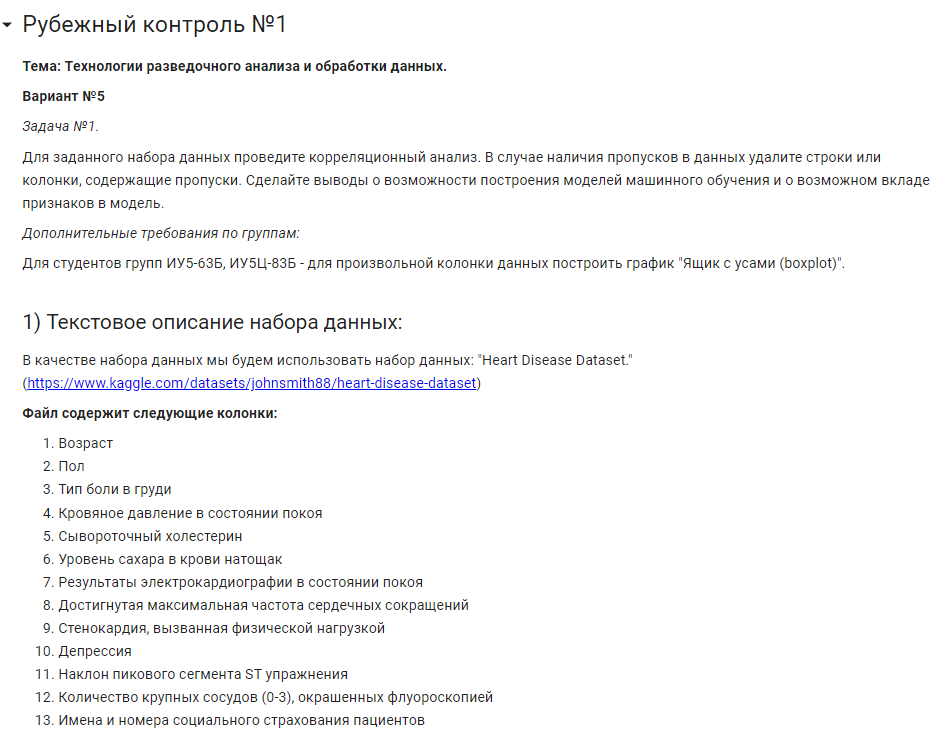 Рубежный контроль №1
Тема: Технологии разведочного анализа и обработки данных.
Вариант №5
Задача №1.
Для заданного набора данных проведите корреляционный анализ. В случае наличия пропусков в данных удалите строки или
колонки, содержащие пропуски. Сделайте выводы о возможности построения моделей машинного обучения и о возможном вкладе
признаков в модель.
Дополнительные требования по группам:
Для студентов групп ИУ5-63Б, ИУ5Ц-83Б - для произвольной колонки данных построить график "Ящик с усами (boxplot)".
1) Текстовое описание набора данных:
В качестве набора данных мы будем использовать набор данных: "Heart Disease Dataset."
(https://www.kaggle.com/datasets/johnsmith88/heart-disease-dataset)
Файл содержит следующие колонки:
1. Возраст
2. Пол
3. Тип боли в груди
4. Кровяное давление в состоянии покоя
5. Сывороточный холестерин
6. Уровень сахара в крови натощак
7. Результаты электрокардиографии в состоянии покоя
8. Достигнутая максимальная частота сердечных сокращений
9. Стенокардия, вызванная физической нагрузкой
10. Депрессия
11. Наклон пикового сегмента ST упражнения
12. Количество крупных сосудов (0-3), окрашенных флуороскопией
13. Имена и номера социального страхования пациентов